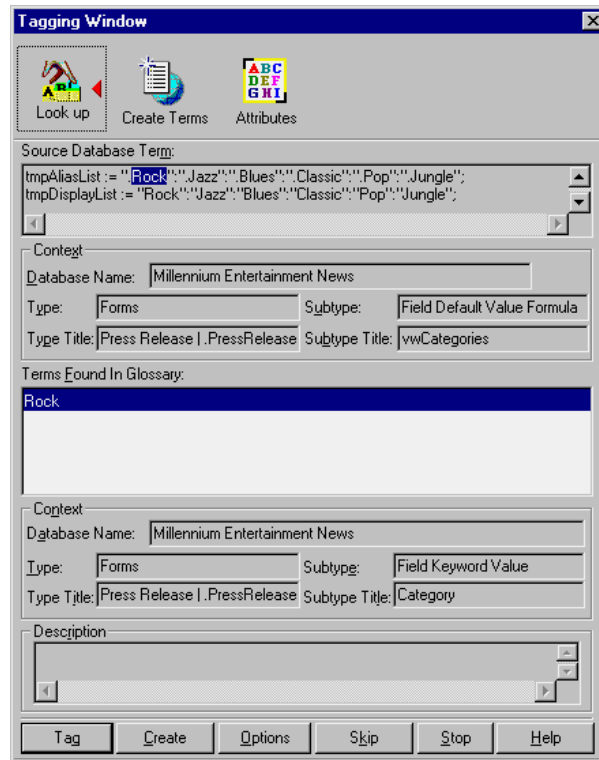 Tagging Window
ABC
DEF
GHI
Look up
Create Terms
Attributes
Source Database Term:
tmpAliasList := ".Rock":".Jazz":".Blues":".Classic":".Pop":".Jungle";
tmpDisplayList := "Rock":"Jazz":"Blues":"Classic":"Pop":"Jungle";
Context
Database Name: Millennium Entertainment News
Type: Forms Subtype: Field Default Value Formula
Type Title: Press Release | .PressRelease Subtype Title: vwCategories
Terms Found In Glossary:
Rock
Context
Database Name: Millennium Entertainment News
Type: Forms Subtype: Field Keyword Value
Type Title: Press Release | .PressRelease Subtype Title: Category
Description
Tag Create Options Skip Stop Help